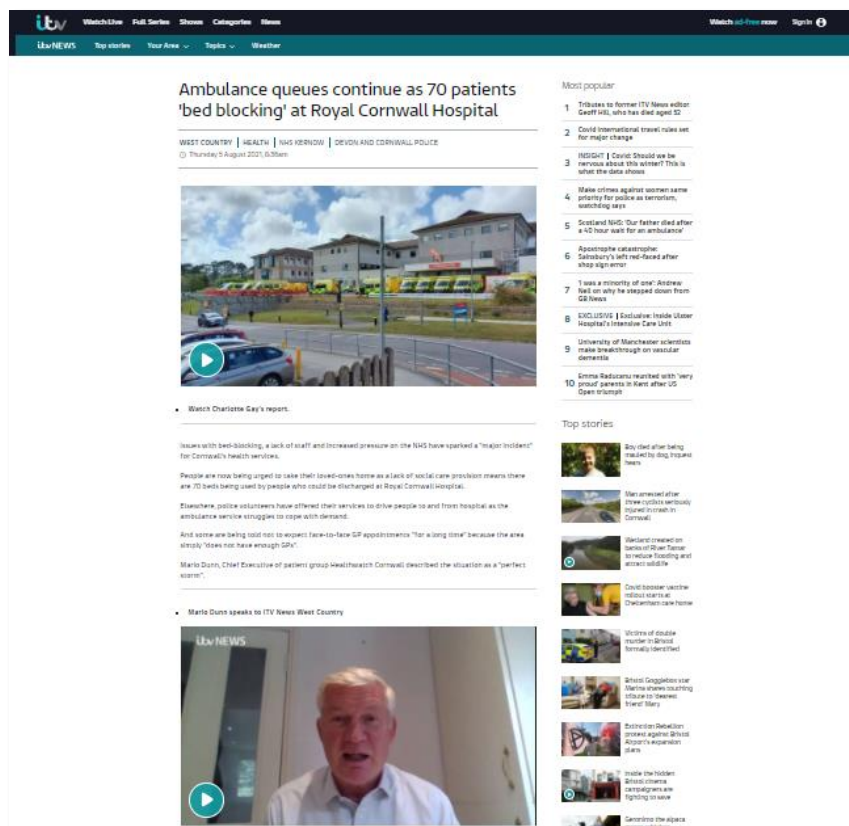 itv
Watch Live Full Series Shows Categories News
Watch ad-free now Sign in
itv NEWS Top stories Your Area Topics Weather
Ambulance queues continue as 70 patients
'bed blocking' at Royal Cornwall Hospital
WEST COUNTRY | HEALTH | NHS KERNOW | DEVON AND CORNWALL POLICE
Thursday 5 August 2021, 6:36am
Watch Charlotte Gay's report.
Issues with bed-blocking, a lack of staff and increased pressure on the NHS have sparked a "major incident"
for Cornwall's health services.
People are now being urged to take their loved-ones home as a lack of social care provision means there
are 70 beds being used by people who could be discharged at Royal Cornwall Hospital.
Elsewhere, police volunteers have offered their services to drive people to and from hospital as the
ambulance service struggles to cope with demand.
And some are being told not to expect face-to-face GP appointments "for a long time" because the area
simply "does not have enough GPs".
Mario Dunn, Chief Executive of patient group Healthwatch Cornwall described the situation as a "perfect
storm".
Mario Dunn speaks to ITV News West Country
itv NEWS
Most popular
1 Tributes to former ITV News editor
Geoff Hill, who has died aged 52
2 Covid international travel rules set
for major change
3 INSIGHT | Covid: Should we be
nervous about this winter? This is
what the data shows
4 Make crimes against women same
priority for police as terrorism,
watchdog says
5 Scotland NHS: 'Our father died after
a 40 hour wait for an ambulance'
6 Apostrophe catastrophe:
Sainsbury's left red-faced after
shop sign error
7 'I was a minority of one': Andrew
Neil on why he stepped down from
GB News
8 EXCLUSIVE | Exclusive: Inside Ulster
Hospital's Intensive Care Unit
9 University of Manchester scientists
make breakthrough on vascular
dementia
10 Emma Raducanu reunited with 'very
proud' parents in Kent after US
Open triumph
Top stories
Boy died after being
mauled by dog, inquest
hears
Man arrested after
three cyclists seriously
injured in crash in
Cornwall
Wetland created on
banks of River Tamar
to reduce flooding and
attract wildlife
Covid booster vaccine
rollout starts at
Cheltenham care home
Victims of double
murder in Bristol
formally identified
Bristol Gogglebox star
Marina shares touching
tribute to 'dearest
friend' Mary
Extinction Rebellion
protest against Bristol
Airport's expansion
plans
Inside the hidden
Bristol cinema
campaigners are
fighting to save
Geronimo the alpaca